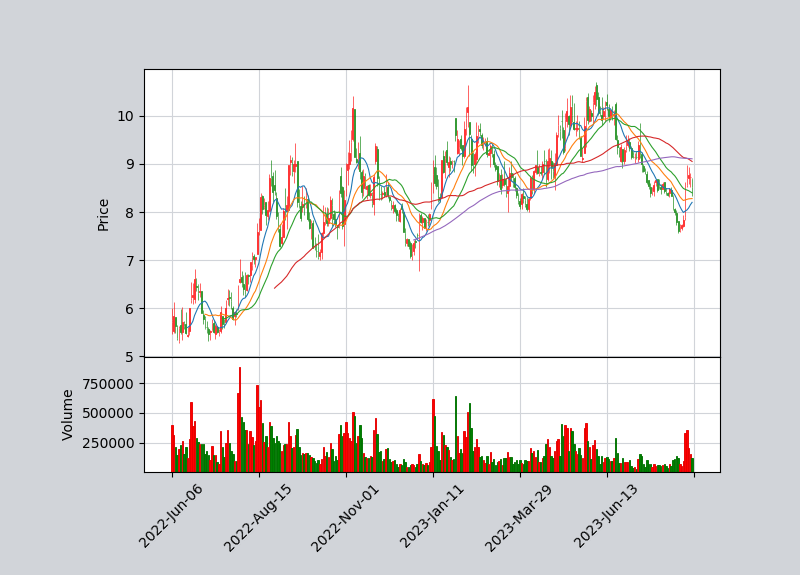 Price
10
9
8
7
6
5
Volume
750000
500000
250000
2022-Jun-06
2022-Aug-15
2022-Nov-01
2023-Jan-11
2023-Mar-29
2023-Jun-13